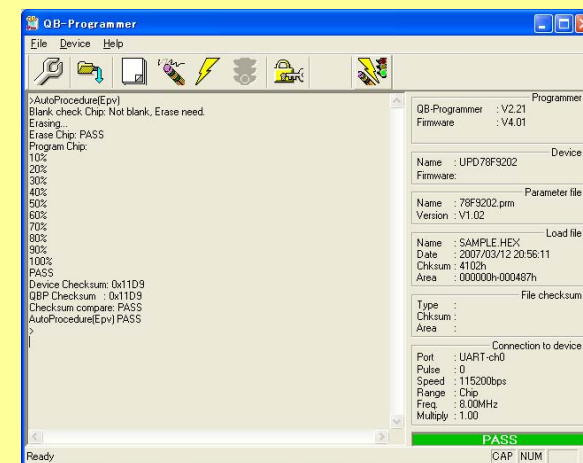 QB-Programmer
File Device Help
>AutoProcedure(Epv)
Blank check Chip: Not blank, Erase need.
Erasing...
Erase Chip: PASS
Program Chip:
10%
20%
30%
40%
50%
60%
70%
80%
90%
100%
PASS
Device Checksum: 0x11D9
QBP Checksum : 0x11D9
Checksum compare: PASS
AutoProcedure(Epv) PASS
>
Programmer
QB-Programmer : V2.21
Firmware : V4.01
Device
Name : UPD78F9202
Firmware:
Parameter file
Name : 78F9202.prm
Version : V1.02
Load file
Name : SAMPLE.HEX
Date : 2007/03/12 20:56:11
Chksum : 4102h
Area : 000000h-000487h
File checksum
Type :
Chksum :
Area :
Connection to device
Port : UART-ch0
Pulse : 0
Speed : 115200bps
Range : Chip
Freq. : 8.00MHz
Multiply : 1.00
PASS
Ready
CAP NUM